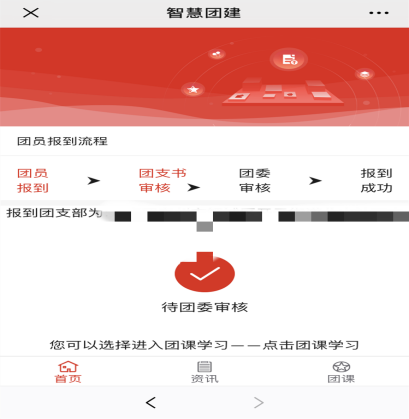 智慧团建
团员报到流程
团员 团支书 团委 报到
报到 审核 审核 成功
报到团支部为
待团委审核
您可以选择进入团课学习——点击团课学习
首页 资讯 团课